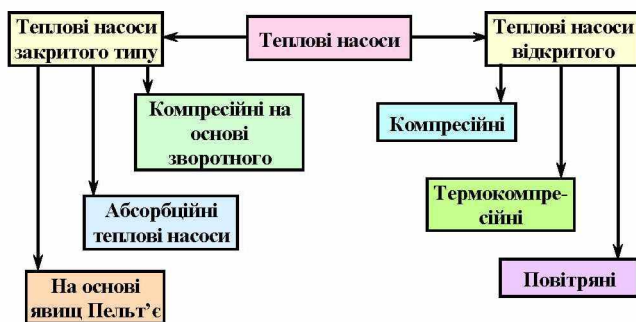 Теплові насоси
закритого типу
Теплові насоси
Теплові насоси
відкритого
Компресійні на
основі
зворотного
Компресійні
Абсорбційні
теплові насоси
Термокомпре-
сійні
На основі
явищ Пельт’є
Повітряні